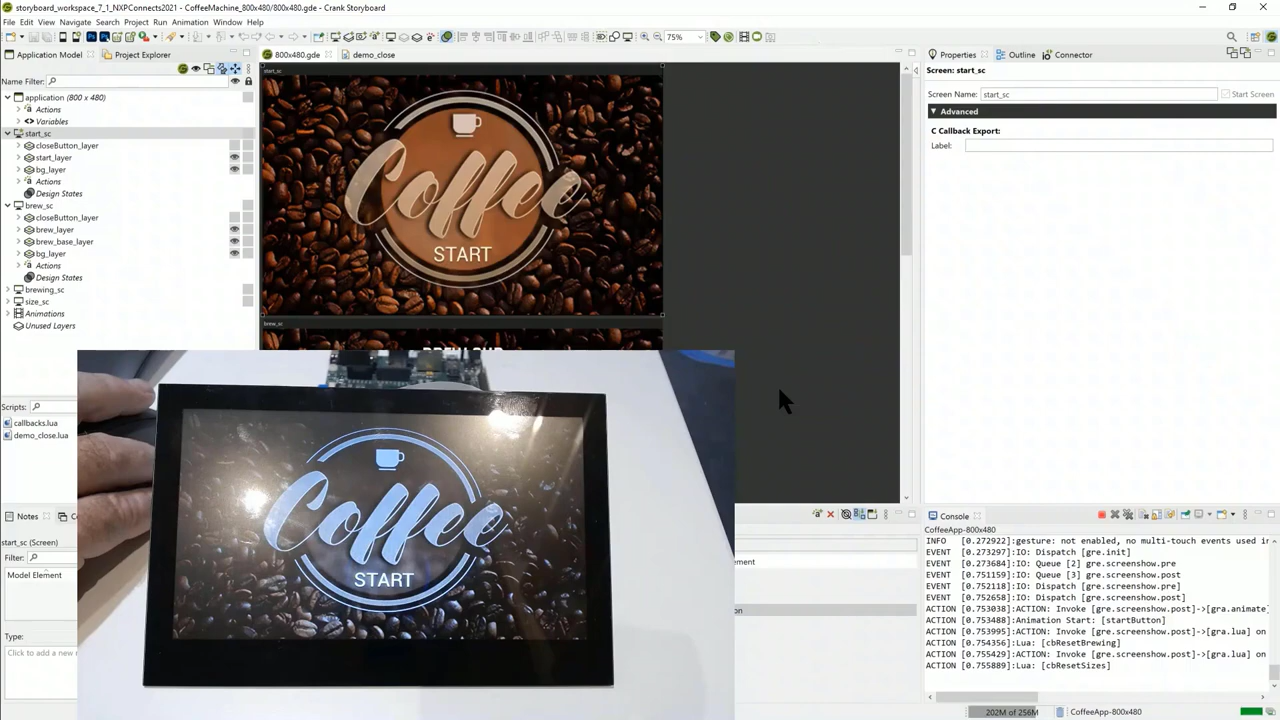 storyboard_workspace_7_1_NXPConnects2021 - CoffeeMachine_800x480/800x480.gde - Crank Storyboard
File Edit View Navigate Search Project Run Animation Window Help
75%
Application Model
Project Explorer
Name Filter:
application (800 x 480)
Actions
Variables
start_sc
closeButton_layer
start_layer
bg_layer
Actions
Design States
brew_sc
closeButton_layer
brew_layer
brew_base_layer
bg_layer
Actions
Design States
brewing_sc
size_sc
Animations
Unused Layers
Scripts:
callbacks.lua
demo_close.lua
Notes
start_sc (Screen)
Filter:
Model Element
Type:
Click to add a new
800x480.gde
demo_close
start_sc
Coffee
START
brew_sc
Coffee
START
Properties
Outline
Connector
Screen: start_sc
Screen Name: start_sc
Start Screen
Advanced
C Callback Export:
Label:
Console
CoffeeApp-800x480
INFO [0.272922]:gesture: not enabled, no multi-touch events used in
EVENT [0.273297]:IO: Dispatch [gre.init]
EVENT [0.273684]:IO: Queue [2] gre.screenshow.pre
EVENT [0.751159]:IO: Queue [3] gre.screenshow.post
EVENT [0.752118]:IO: Dispatch [gre.screenshow.pre]
EVENT [0.752658]:IO: Dispatch [gre.screenshow.post]
ACTION [0.753038]:ACTION: Invoke [gre.screenshow.post]->[gra.animate]
ACTION [0.753488]:Animation Start: [startButton]
ACTION [0.753995]:ACTION: Invoke [gre.screenshow.post]->[gra.lua] on
ACTION [0.754356]:Lua: [cbResetBrewing]
ACTION [0.755429]:ACTION: Invoke [gre.screenshow.post]->[gra.lua] on
ACTION [0.755889]:Lua: [cbResetSizes]
202M of 256M
CoffeeApp-800x480